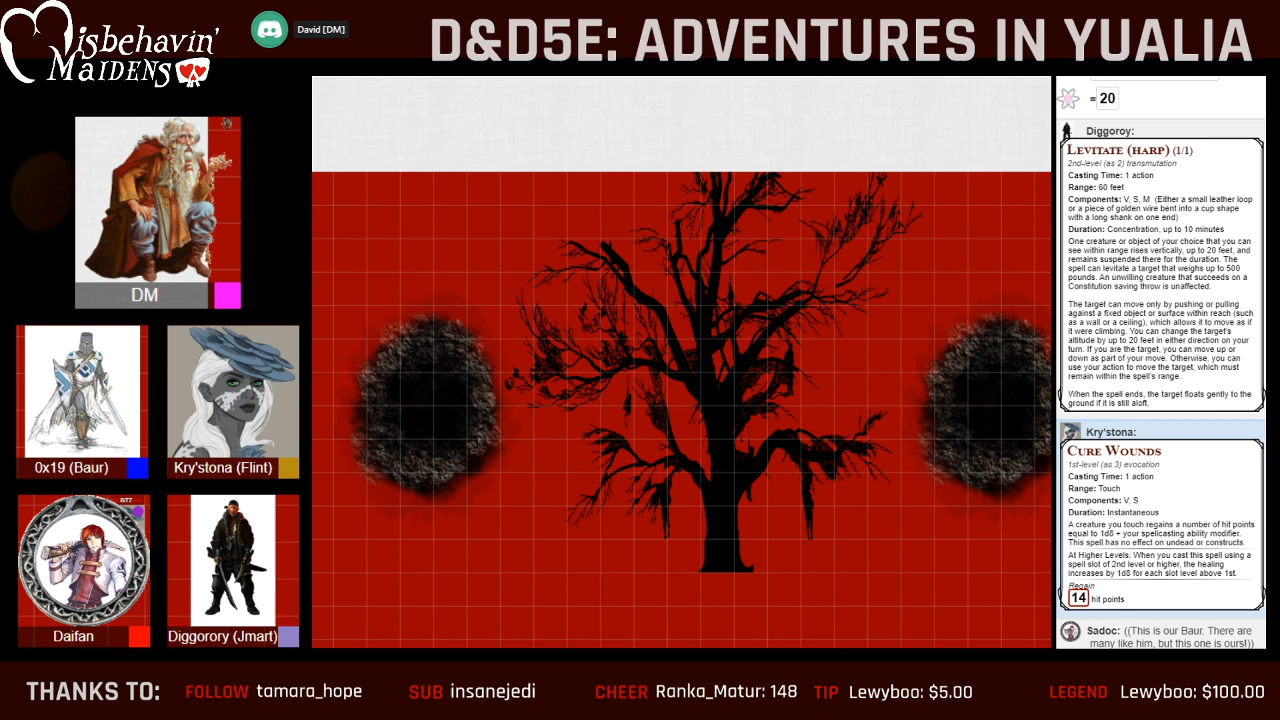 Misbehavin'
Maidens
David [DM]
D&D5E: ADVENTURES IN YUALIA
DM
0x19 (Baur)
Kry'stona (Flint)
Daifan
Diggorory (Jmart)
= 20
Diggoroy:
LEVITATE (HARP) (1/1)
2nd-level (as 2) transmutation
Casting Time: 1 action
Range: 60 feet
Components: V, S, M (Either a small leather loop
or a piece of golden wire bent into a cup shape
with a long shank on one end)
Duration: Concentration, up to 10 minutes
One creature or object of your choice that you can
see within range rises vertically, up to 20 feet, and
remains suspended there for the duration. The
spell can levitate a target that weighs up to 500
pounds. An unwilling creature that succeeds on a
Constitution saving throw is unaffected.
The target can move only by pushing or pulling
against a fixed object or surface within reach (such
as a wall or a ceiling), which allows it to move as if
it were climbing. You can change the target's
altitude by up to 20 feet in either direction on your
turn. If you are the target, you can move up or
down as part of your move. Otherwise, you can
use your action to move the target, which must
remain within the spell's range.
When the spell ends, the target floats gently to the
ground if it is still aloft.
Kry'stona:
CURE WOUNDS
1st-level (as 3) evocation
Casting Time: 1 action
Range: Touch
Components: V, S
Duration: Instantaneous
A creature you touch regains a number of hit points
equal to 1d8 + your spellcasting ability modifier.
This spell has no effect on undead or constructs.
At Higher Levels: When you cast this spell using a
spell slot of 2nd level or higher, the healing
increases by 1d8 for each slot level above 1st.
Regain
14 hit points
Sadoc: ((This is our Baur. There are
many like him, but this one is ours!))
THANKS TO: FOLLOW tamara_hope SUB insanejedi CHEER Ranka_Matur: 148 TIP Lewyboo: $5.00 LEGEND Lewyboo: $100.00